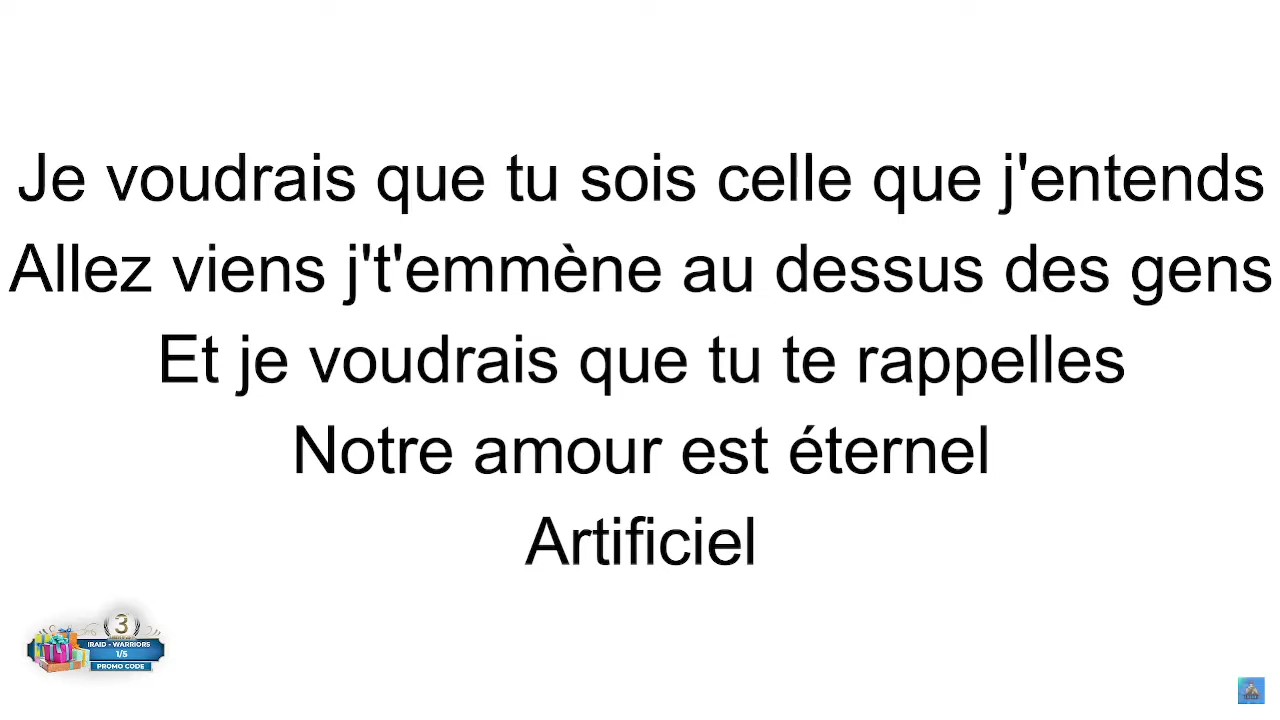 Je voudrais que tu sois celle que j'entends
Allez viens j't'emmène au dessus des gens
Et je voudrais que tu te rappelles
Notre amour est éternel
Artificiel
3
IRAID - WARRIORS
1/5
PROMO CODE